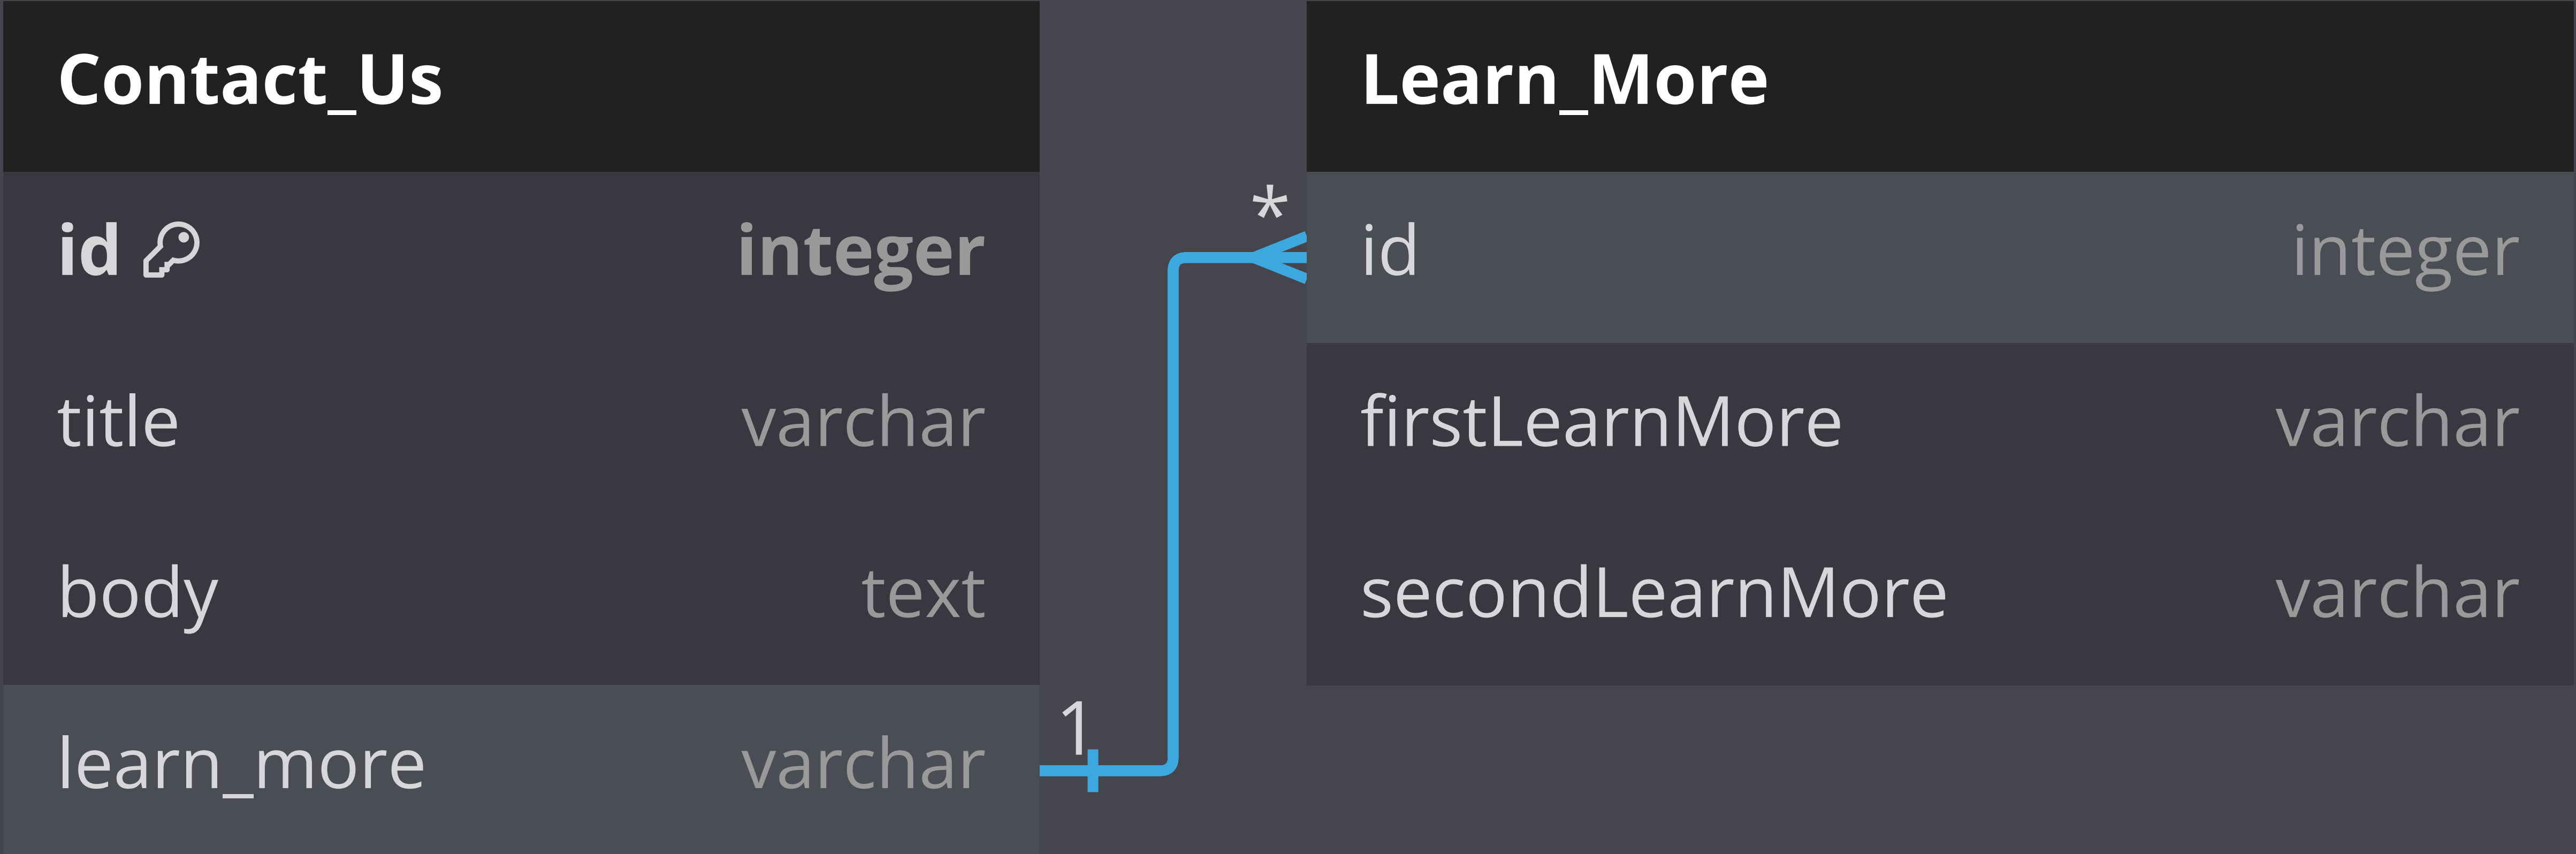 Contact_Us
id integer
title varchar
body text
learn_more varchar
1
*
Learn_More
id integer
firstLearnMore varchar
secondLearnMore varchar